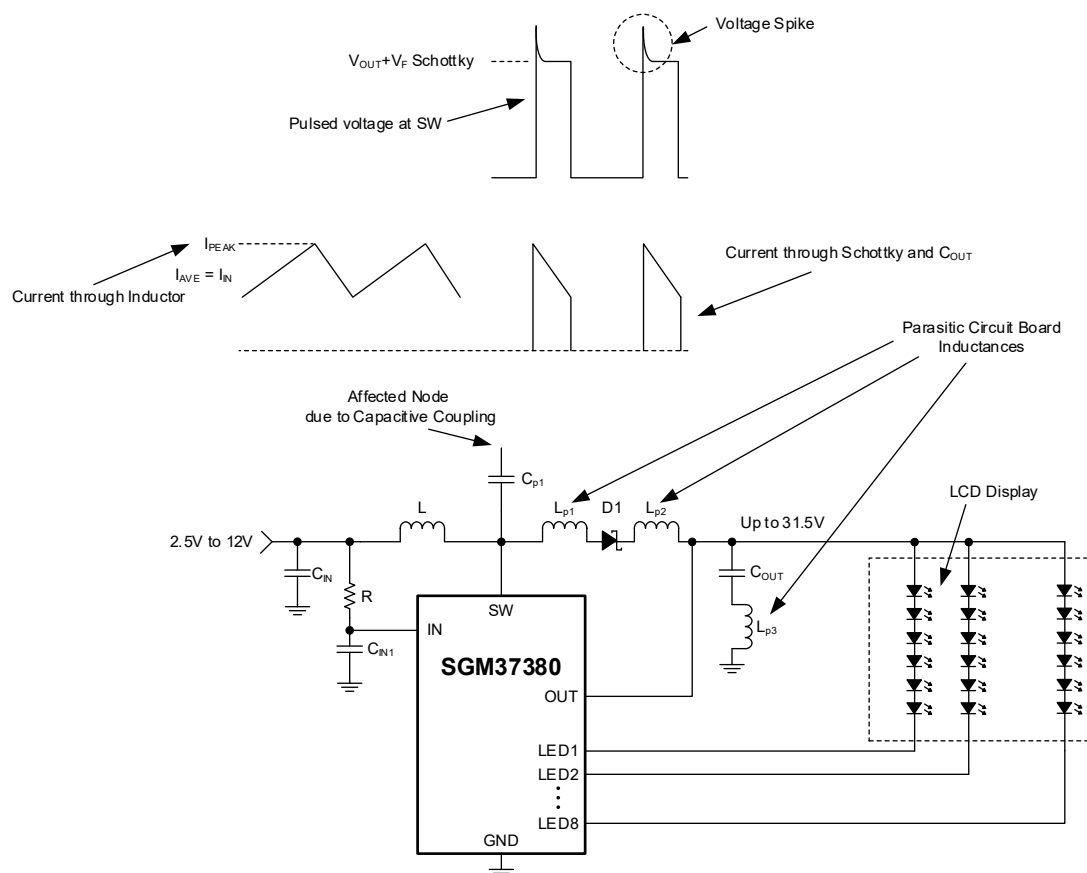 Voltage Spike
VOUT+VF Schottky
Pulsed voltage at SW
IPEAK
IAVE = IIN
Current through Inductor
Current through Schottky and COUT
Parasitic Circuit Board
Inductances
Affected Node
due to Capacitive Coupling
Cp1
L
Lp1
D1
Lp2
Up to 31.5V
LCD Display
2.5V to 12V
CIN
R
COUT
SW
IN
Lp3
CIN1
SGM37380
OUT
LED1
LED2
LED8
GND